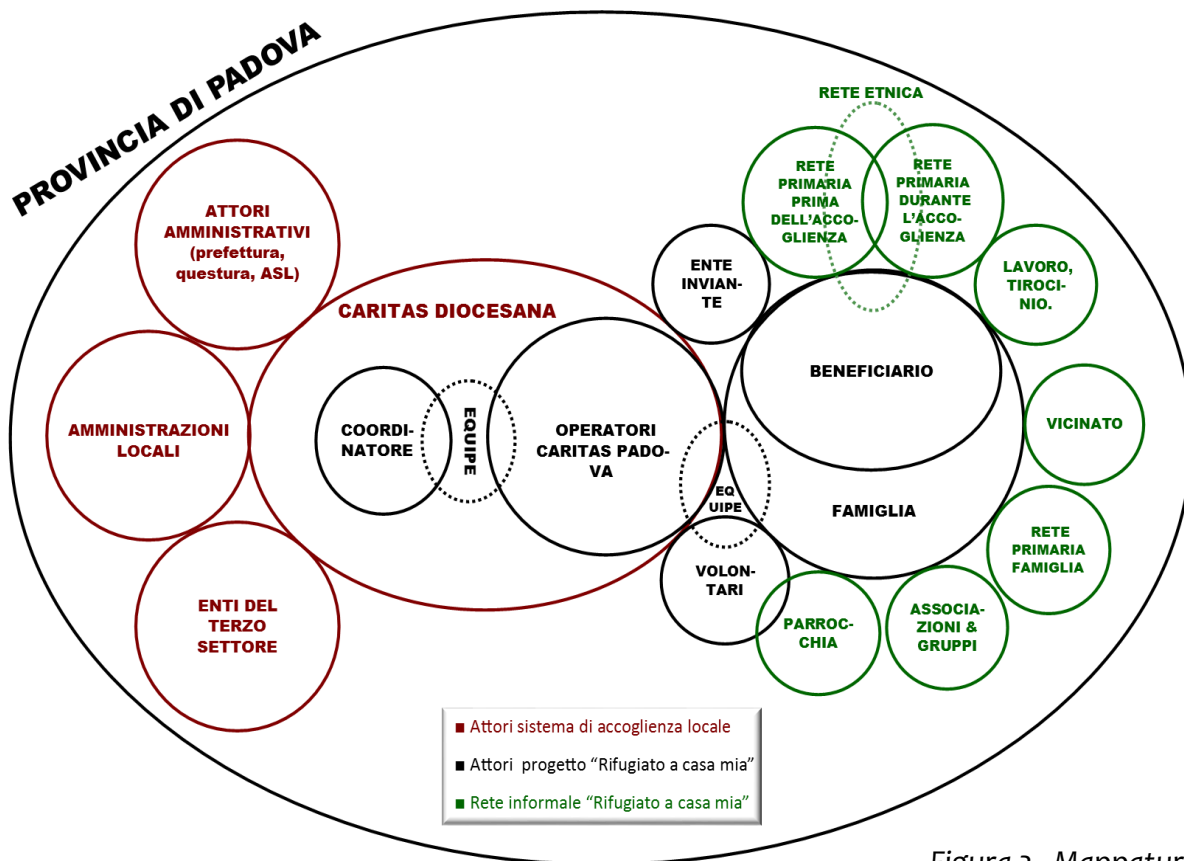 PROVINCIA DI PADOVA
RETE ETNICA
ATTORI
AMMINISTRATIVI
(prefettura,
questura, ASL)
RETE
PRIMARIA
PRIMA
DELL'ACCO-
GLIENZA
RETE
PRIMARIA
DURANTE
L'ACCO-
GLIENZA
ENTE
INVIAN-
TE
LAVORO,
TIROCI-
NIO.
CARITAS DIOCESANA
BENEFICIARIO
AMMINISTRAZIONI
LOCALI
COORDI-
NATORE
EQUIPE
OPERATORI
CARITAS PADO-
VA
VICINATO
EQ
UIPE
FAMIGLIA
RETE
PRIMARIA
FAMIGLIA
VOLON-
TARI
ENTI DEL
TERZO
SETTORE
PARROC-
CHIA
ASSOCIA-
ZIONI &
GRUPPI
■ Attori sistema di accoglienza locale
■ Attori progetto “Rifugiato a casa mia”
■ Rete informale “Rifugiato a casa mia”